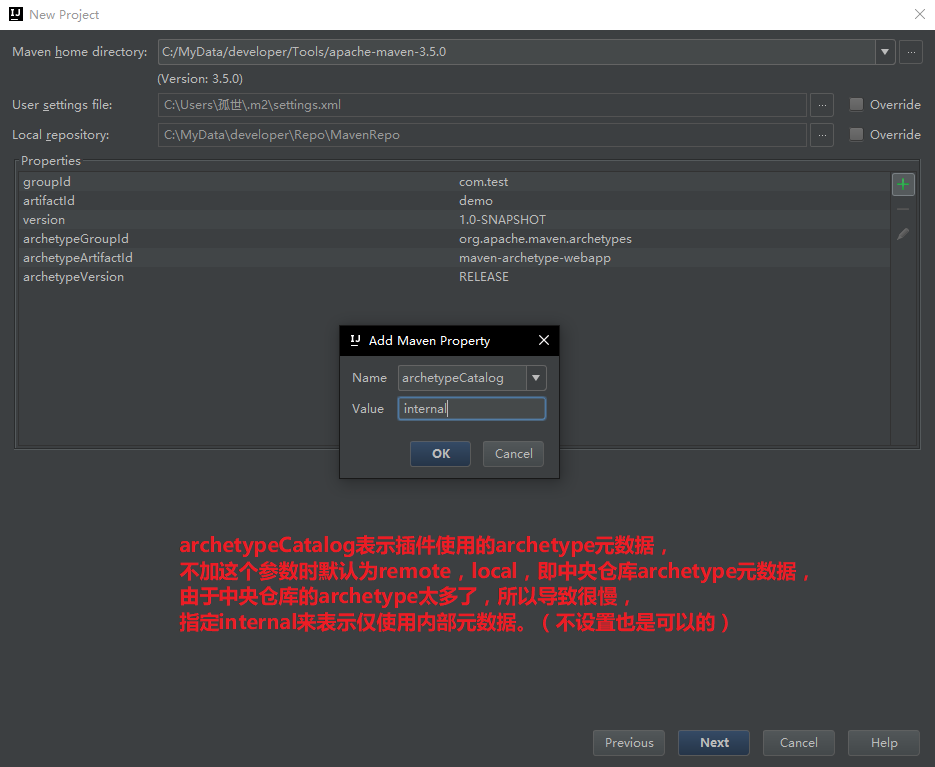 New Project
Maven home directory: C:/MyData/developer/Tools/apache-maven-3.5.0 ...
(Version: 3.5.0)
User settings file: C:\Users\孤世\.m2\settings.xml ... Override
Local repository: C:\MyData\developer\Repo\MavenRepo ... Override
Properties
groupId com.test
artifactId demo
version 1.0-SNAPSHOT
archetypeGroupId org.apache.maven.archetypes
archetypeArtifactId maven-archetype-webapp
archetypeVersion RELEASE
Add Maven Property
Name archetypeCatalog
Value internal
OK Cancel
archetypeCatalog表示插件使用的archetype元数据，
不加这个参数时默认为remote，local，即中央仓库archetype元数据，
由于中央仓库的archetype太多了，所以导致很慢，
指定internal来表示仅使用内部元数据。（不设置也是可以的）
Previous Next Cancel Help